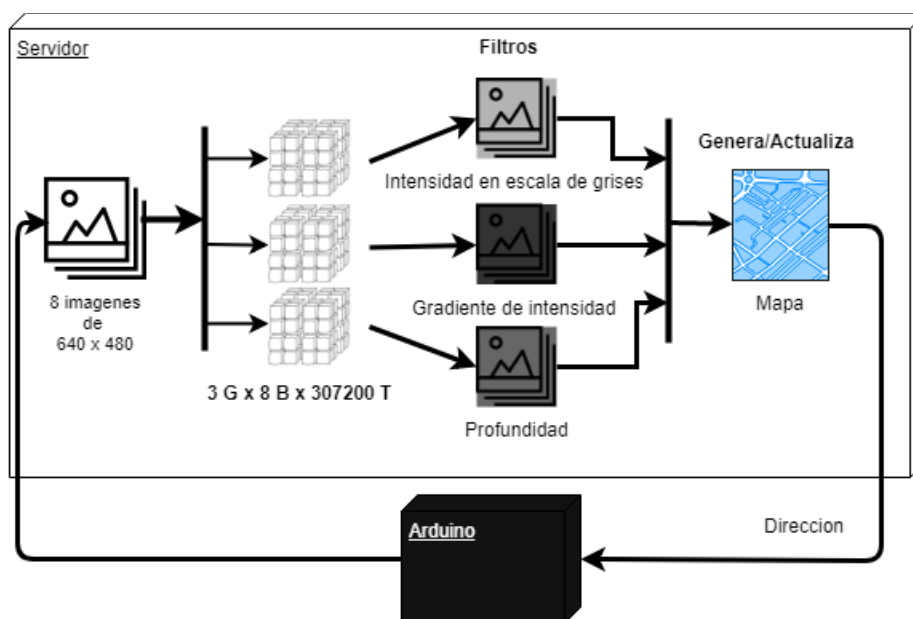 Servidor
Filtros
Intensidad en escala de grises
Genera/Actualiza
8 imagenes
de
640 x 480
Gradiente de intensidad
Mapa
3 G x 8 B x 307200 T
Profundidad
Arduino
Direccion